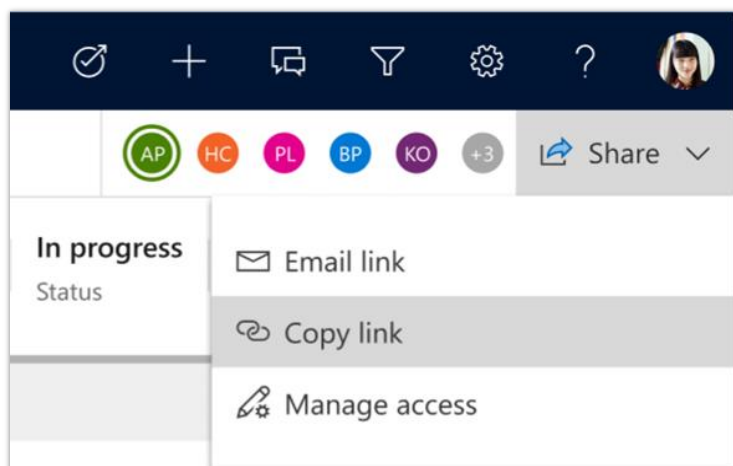 AP HC PL BP KO +3 Share
In progress
Status
Email link
Copy link
Manage access